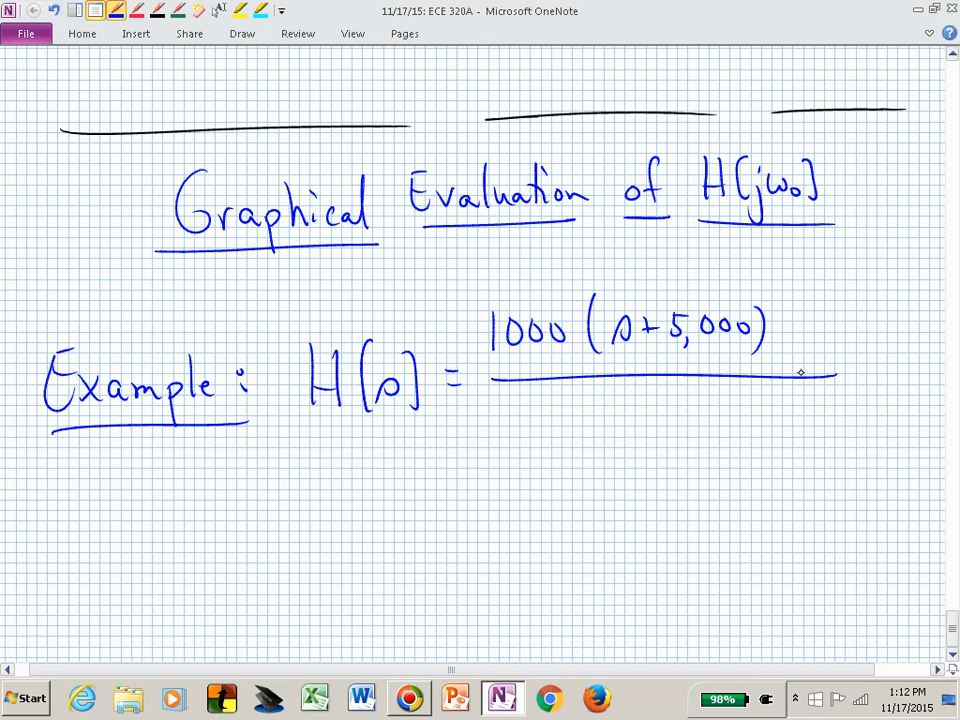 11/17/15: ECE 320A - Microsoft OneNote
File Home Insert Share Draw Review View Pages
Graphical Evaluation of H(jω₀)
1000 (s+5,000)
Example: H(s) =
Start
98%
1:12 PM
11/17/2015